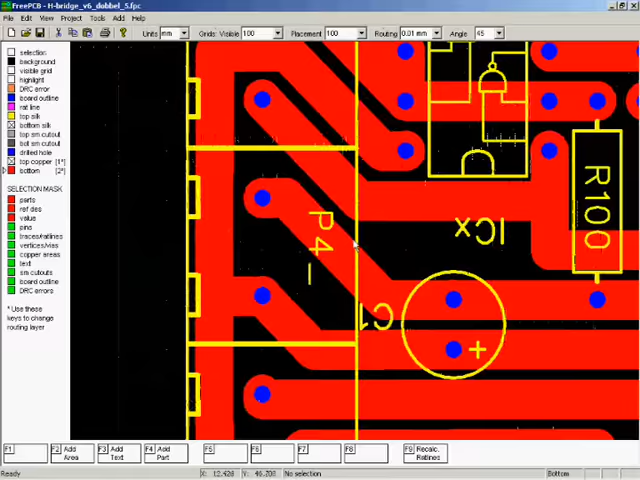 FreePCB - H-bridge_v6_dobbel_5.fpc
File View Project Tools Add Help
Units mm Grids: Visible 100 Placement 100 Routing 0.01 mm Angle 45
selection
background
visible grid
highlight
DRC error
board outline
rat line
top silk
bottom silk
top sm cutout
bot sm cutout
drilled hole
top copper [1*]
bottom [2*]
SELECTION MASK
parts
ref des
value
pins
traces/ratlines
vertices/vias
copper areas
text
sm cutouts
board outline
DRC errors
* Use these
keys to change
routing layer
P4-
ICx
R100
C1
+
F1
F2 Add
Area
F3 Add
Text
F4 Add
Part
F5
F6
F7
F8
F9 Recalc.
Ratlines
Ready
X: 12.428
Y: 46.708
No selection
Bottom